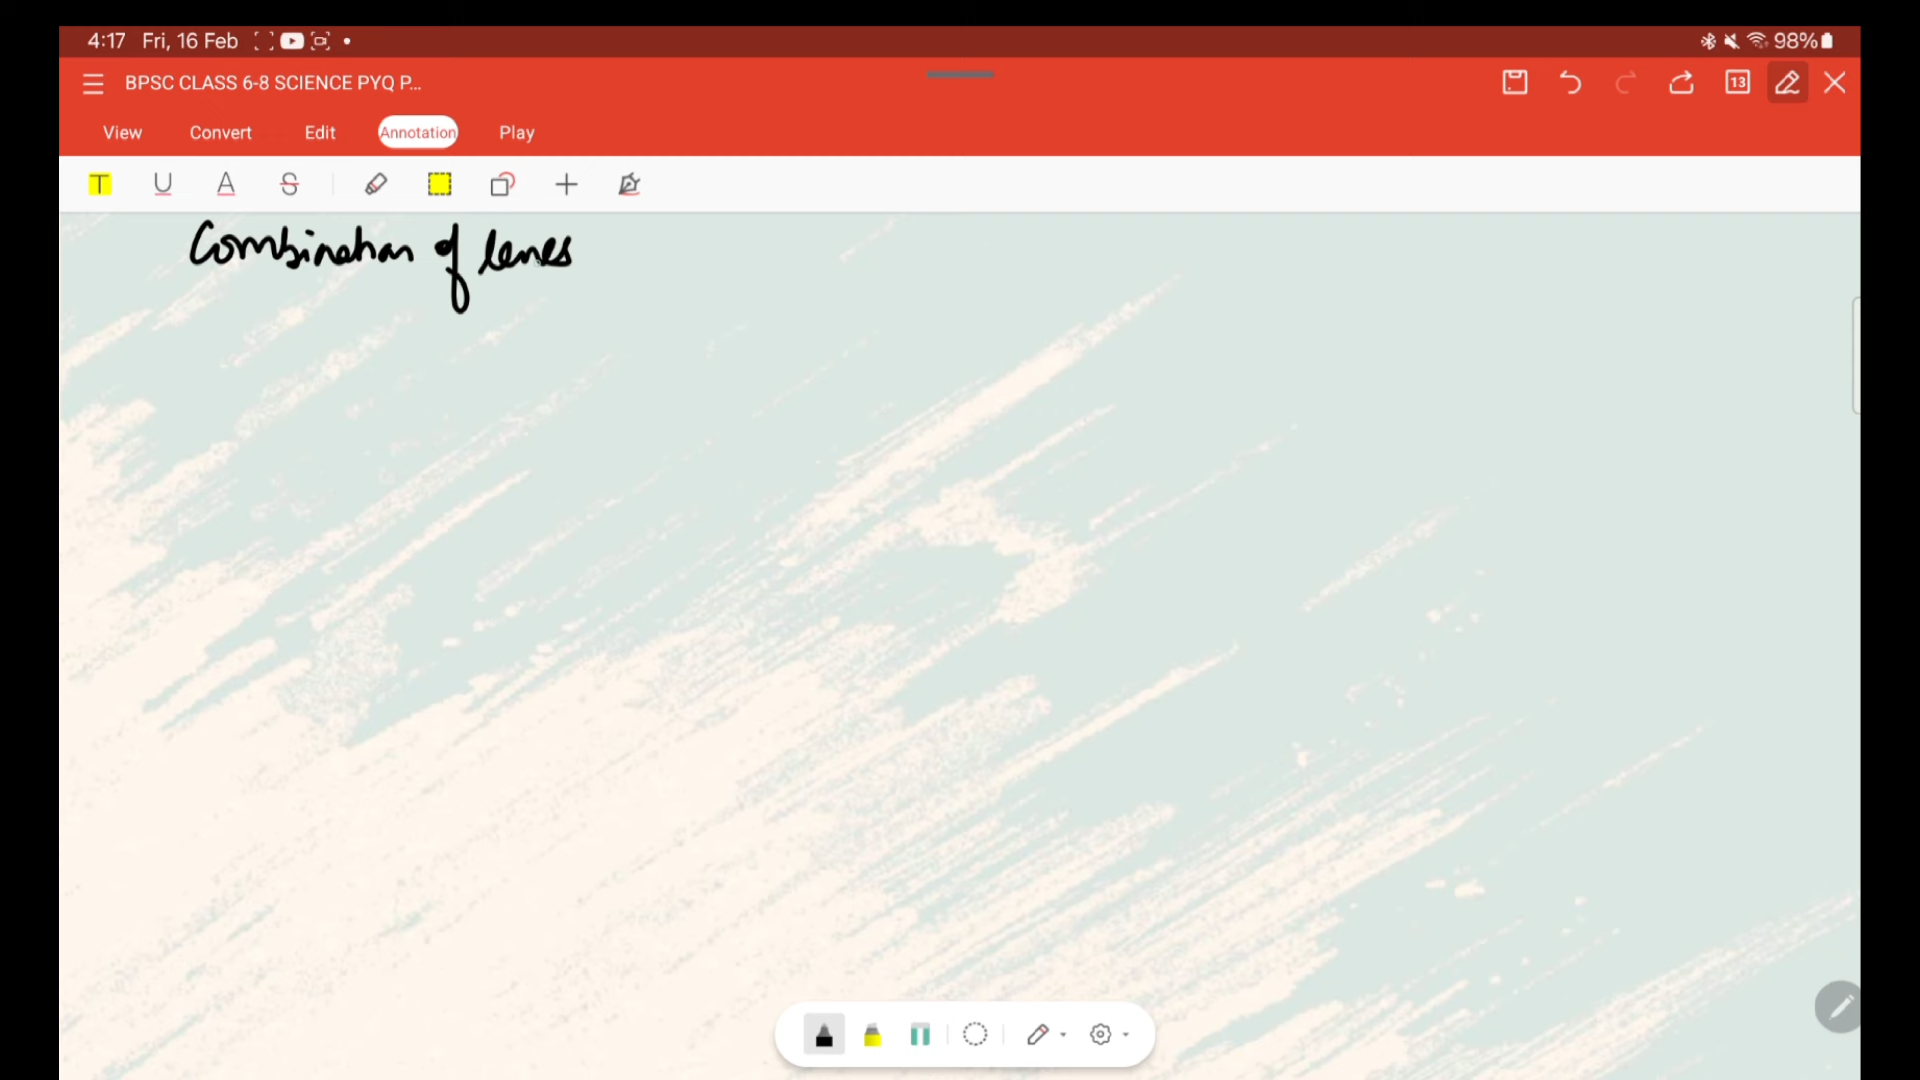 4:17 Fri, 16 Feb 98%
BPSC CLASS 6-8 SCIENCE PYQ P...
13
View Convert Edit Annotation Play
T U A S
Combination of lenses